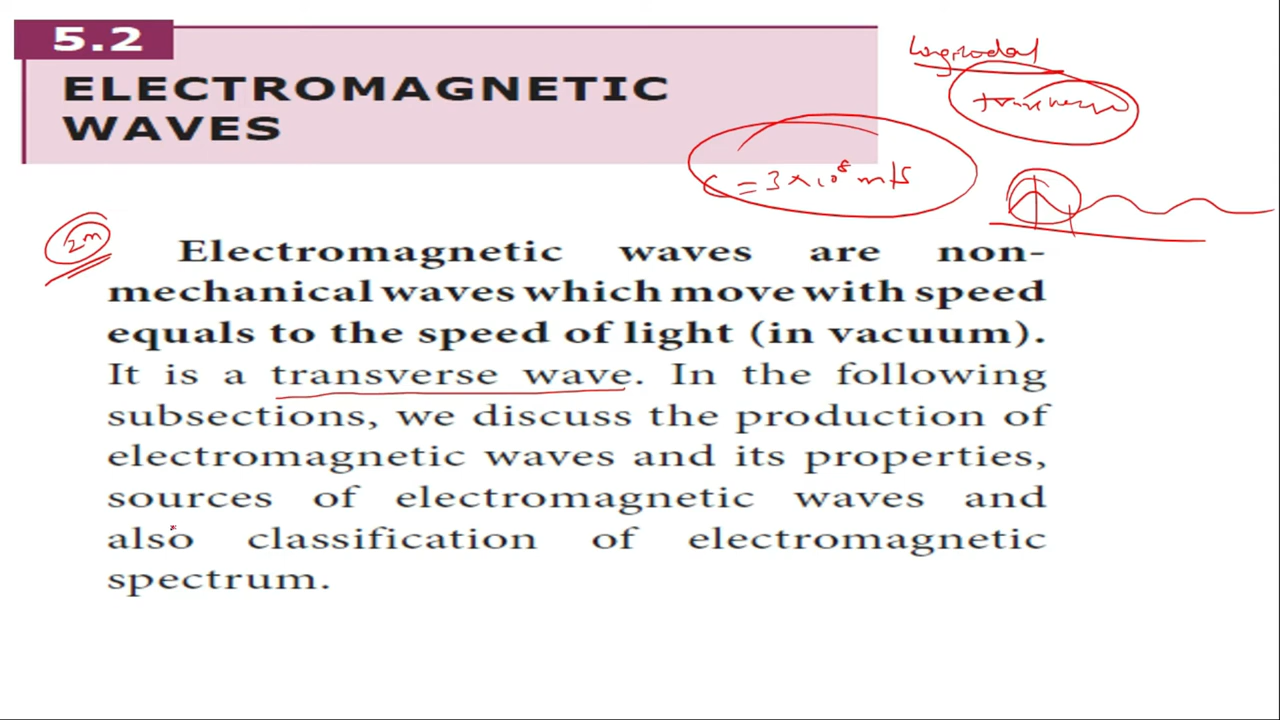 5.2
ELECTROMAGNETIC
WAVES
transverse
C = 3 × 10⁸ m/s
2m
Electromagnetic waves are non-
mechanical waves which move with speed
equals to the speed of light (in vacuum).
It is a transverse wave. In the following
subsections, we discuss the production of
electromagnetic waves and its properties,
sources of electromagnetic waves and
also classification of electromagnetic
spectrum.